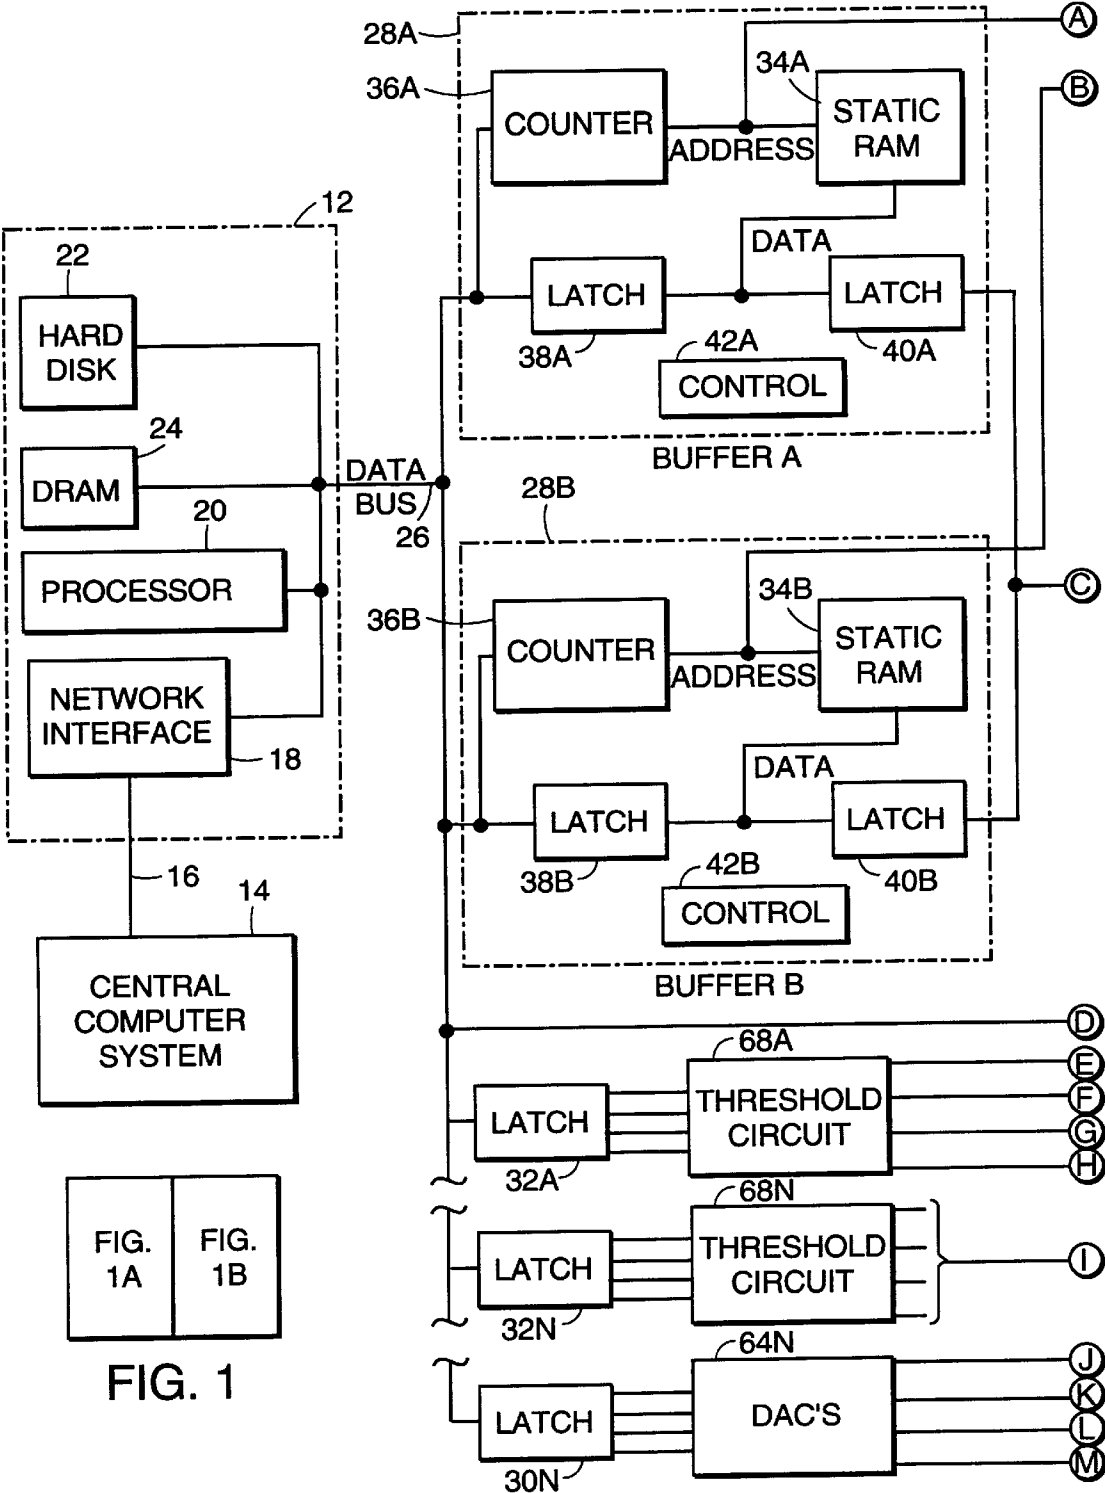 28A
A
36A
34A
B
COUNTER
STATIC
RAM
ADDRESS
12
DATA
22
LATCH
LATCH
HARD
DISK
38A
42A
40A
CONTROL
24
DRAM
DATA
BUS
26
BUFFER A
28B
20
PROCESSOR
C
36B
34B
COUNTER
STATIC
RAM
ADDRESS
NETWORK
INTERFACE
18
DATA
LATCH
LATCH
38B
42B
40B
16
CONTROL
14
CENTRAL
COMPUTER
SYSTEM
BUFFER B
D
68A
E
LATCH
THRESHOLD
CIRCUIT
F
G
H
32A
68N
FIG.
1A
FIG.
1B
LATCH
THRESHOLD
CIRCUIT
I
32N
64N
J
FIG. 1
LATCH
DAC'S
K
L
M
30N